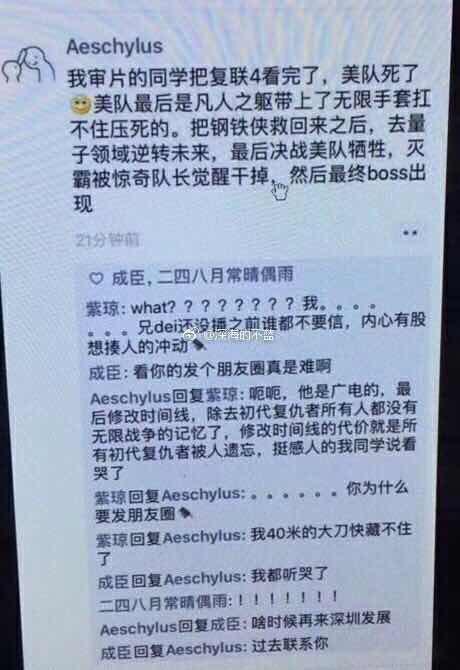 Aeschylus
我审片的同学把复联4看完了，美队死了
美队最后是凡人之躯带上了无限手套扛
不住压死的。把钢铁侠救回来之后，去量
子领域逆转未来，最后决战美队牺牲，灭
霸被惊奇队长觉醒干掉，然后最终boss出
现
21分钟前
成臣，二四八月常晴偶雨
紫琼: what? ？？？？？？？？我。。。。
。。。兄dei还没播之前谁都不要信，内心有股
想揍人的冲动
@深海的不蓝
成臣: 看你的发个朋友圈真是难啊
Aeschylus回复紫琼: 呃呃，他是广电的，最
后修改时间线，除去初代复仇者所有人都没有
无限战争的记忆了，修改时间线的代价就是所
有初代复仇者被人遗忘，挺感人的我同学说看
哭了
紫琼回复Aeschylus: 。。。。。。你为什么
要发朋友圈
紫琼回复Aeschylus: 我40米的大刀快藏不住
了
成臣回复Aeschylus: 我都听哭了
二四八月常晴偶雨: ！！！！！！！
Aeschylus回复成臣: 啥时候再来深圳发展
成臣回复Aeschylus: 过去联系你